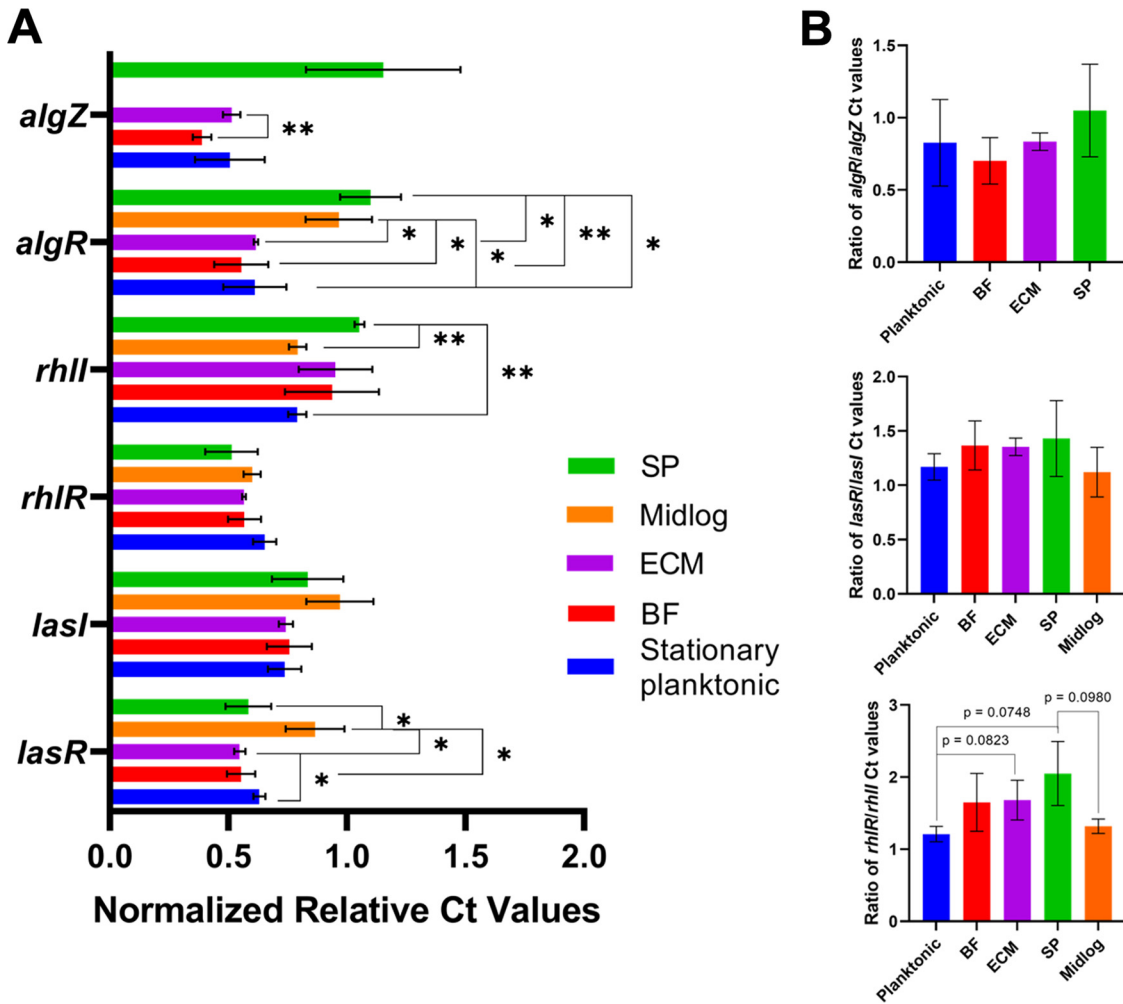 A
algZ
**
algR
*
*
*
*
**
*
rhlI
**
**
rhlR
lasI
lasR
*
*
*
*
SP
Midlog
ECM
BF
Stationary
planktonic
0.0
0.5
1.0
1.5
2.0
Normalized Relative Ct Values
B
Ratio of algR/algZ Ct values
1.5
1.0
0.5
0.0
Planktonic
BF
ECM
SP
Ratio of lasR/lasI Ct values
2.0
1.5
1.0
0.5
0.0
Planktonic
BF
ECM
SP
Midlog
Ratio of rhlR/rhlI Ct values
3
2
1
0
p = 0.0980
p = 0.0748
p = 0.0823
Planktonic
BF
ECM
SP
Midlog